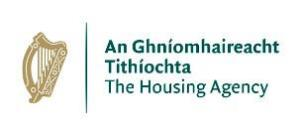 An Ghníomhaireacht
Tithíochta
The Housing Agency